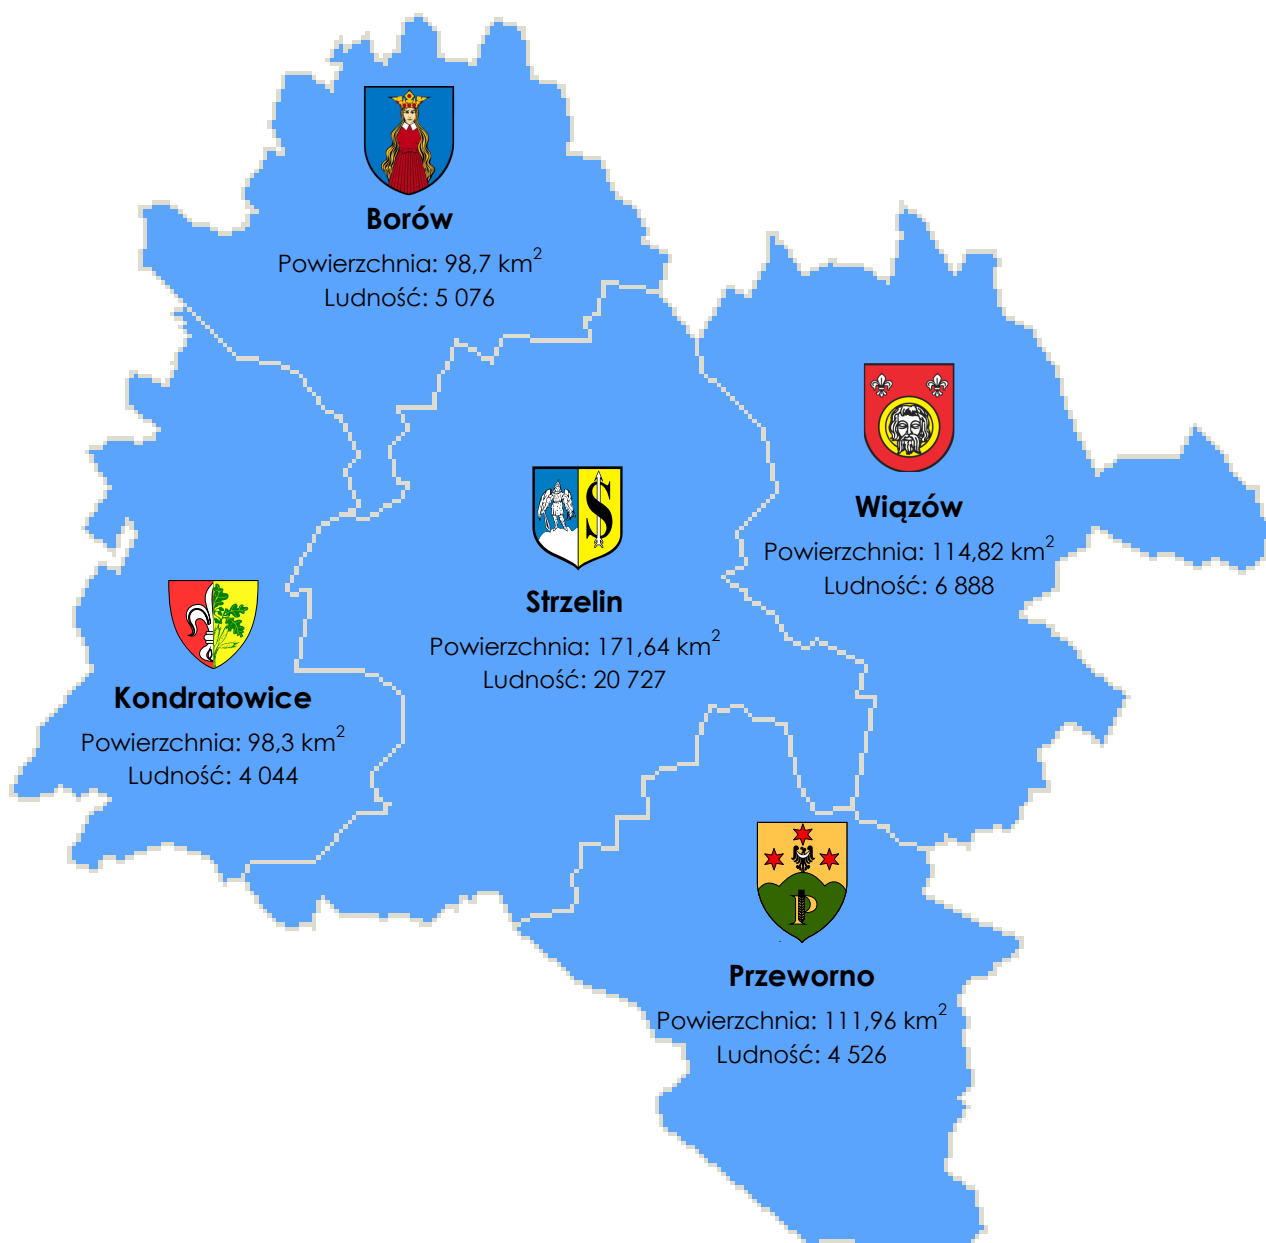 Borów
Powierzchnia: 98,7 km²
Ludność: 5 076
Wiązów
Powierzchnia: 114,82 km²
Ludność: 6 888
S
Strzelin
Powierzchnia: 171,64 km²
Ludność: 20 727
Kondratowice
Powierzchnia: 98,3 km²
Ludność: 4 044
P
Przeworno
Powierzchnia: 111,96 km²
Ludność: 4 526